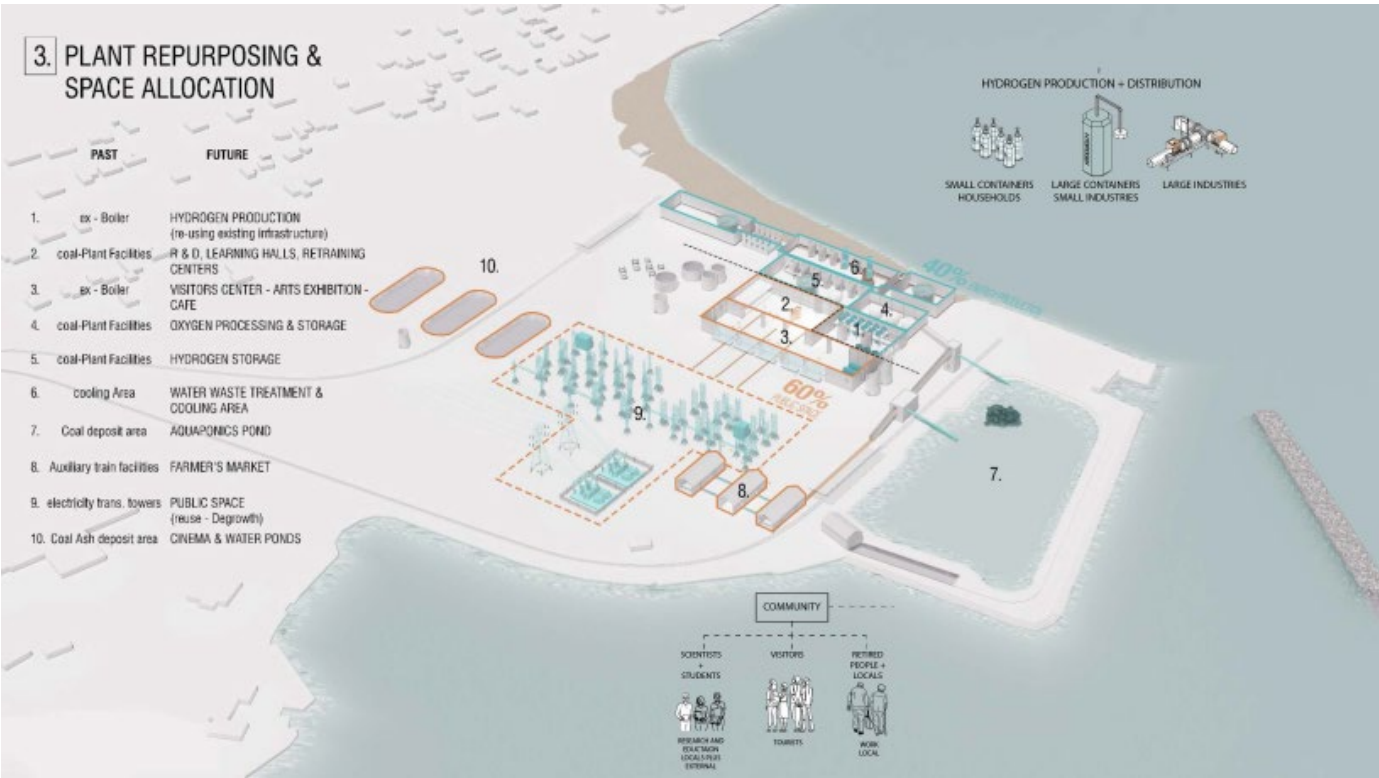 3. PLANT REPURPOSING &
SPACE ALLOCATION
PAST FUTURE
1. ex - Boiler HYDROGEN PRODUCTION
(re-using existing infrastructure)
2. coal-Plant Facilities R & D, LEARNING HALLS, RETRAINING
CENTERS
3. ex - Boiler VISITORS CENTER - ARTS EXHIBITION -
CAFE
4. coal-Plant Facilities OXYGEN PROCESSING & STORAGE
5. coal-Plant Facilities HYDROGEN STORAGE
6. cooling Area WATER WASTE TREATMENT &
COOLING AREA
7. Coal deposit area AQUAPONICS POND
8. Auxiliary train facilities FARMER'S MARKET
9. electricity trans. towers PUBLIC SPACE
(reuse - Degrowth)
10. Coal Ash deposit area CINEMA & WATER PONDS
HYDROGEN PRODUCTION + DISTRIBUTION
SMALL CONTAINERS
HOUSEHOLDS
LARGE CONTAINERS
SMALL INDUSTRIES
LARGE INDUSTRIES
10.
6.
5.
40%
2.
4.
1.
3.
60%
9.
8.
7.
COMMUNITY
SCIENTISTS
+
STUDENTS
VISITORS
RETIRED
PEOPLE +
LOCALS
RESEARCH AND
EDUCTAION
LOCALS PLUS
EXTERNAL
TOURISTS
WORK
LOCAL